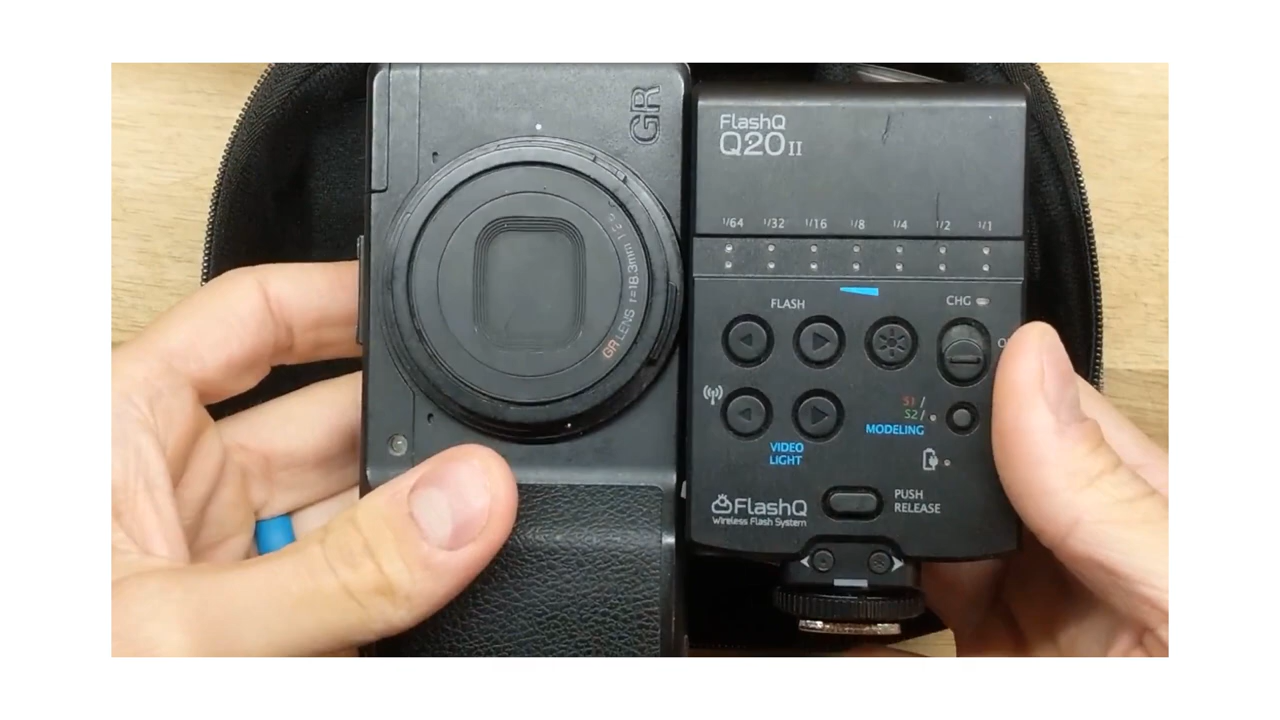 GR
GR LENS f=18.3mm 1:2.8
FlashQ
Q20II
1/64 1/32 1/16 1/8 1/4 1/2 1/1
FLASH
CHG
S1 /
S2 /
MODELING
VIDEO
LIGHT
FlashQ
Wireless Flash System
PUSH
RELEASE